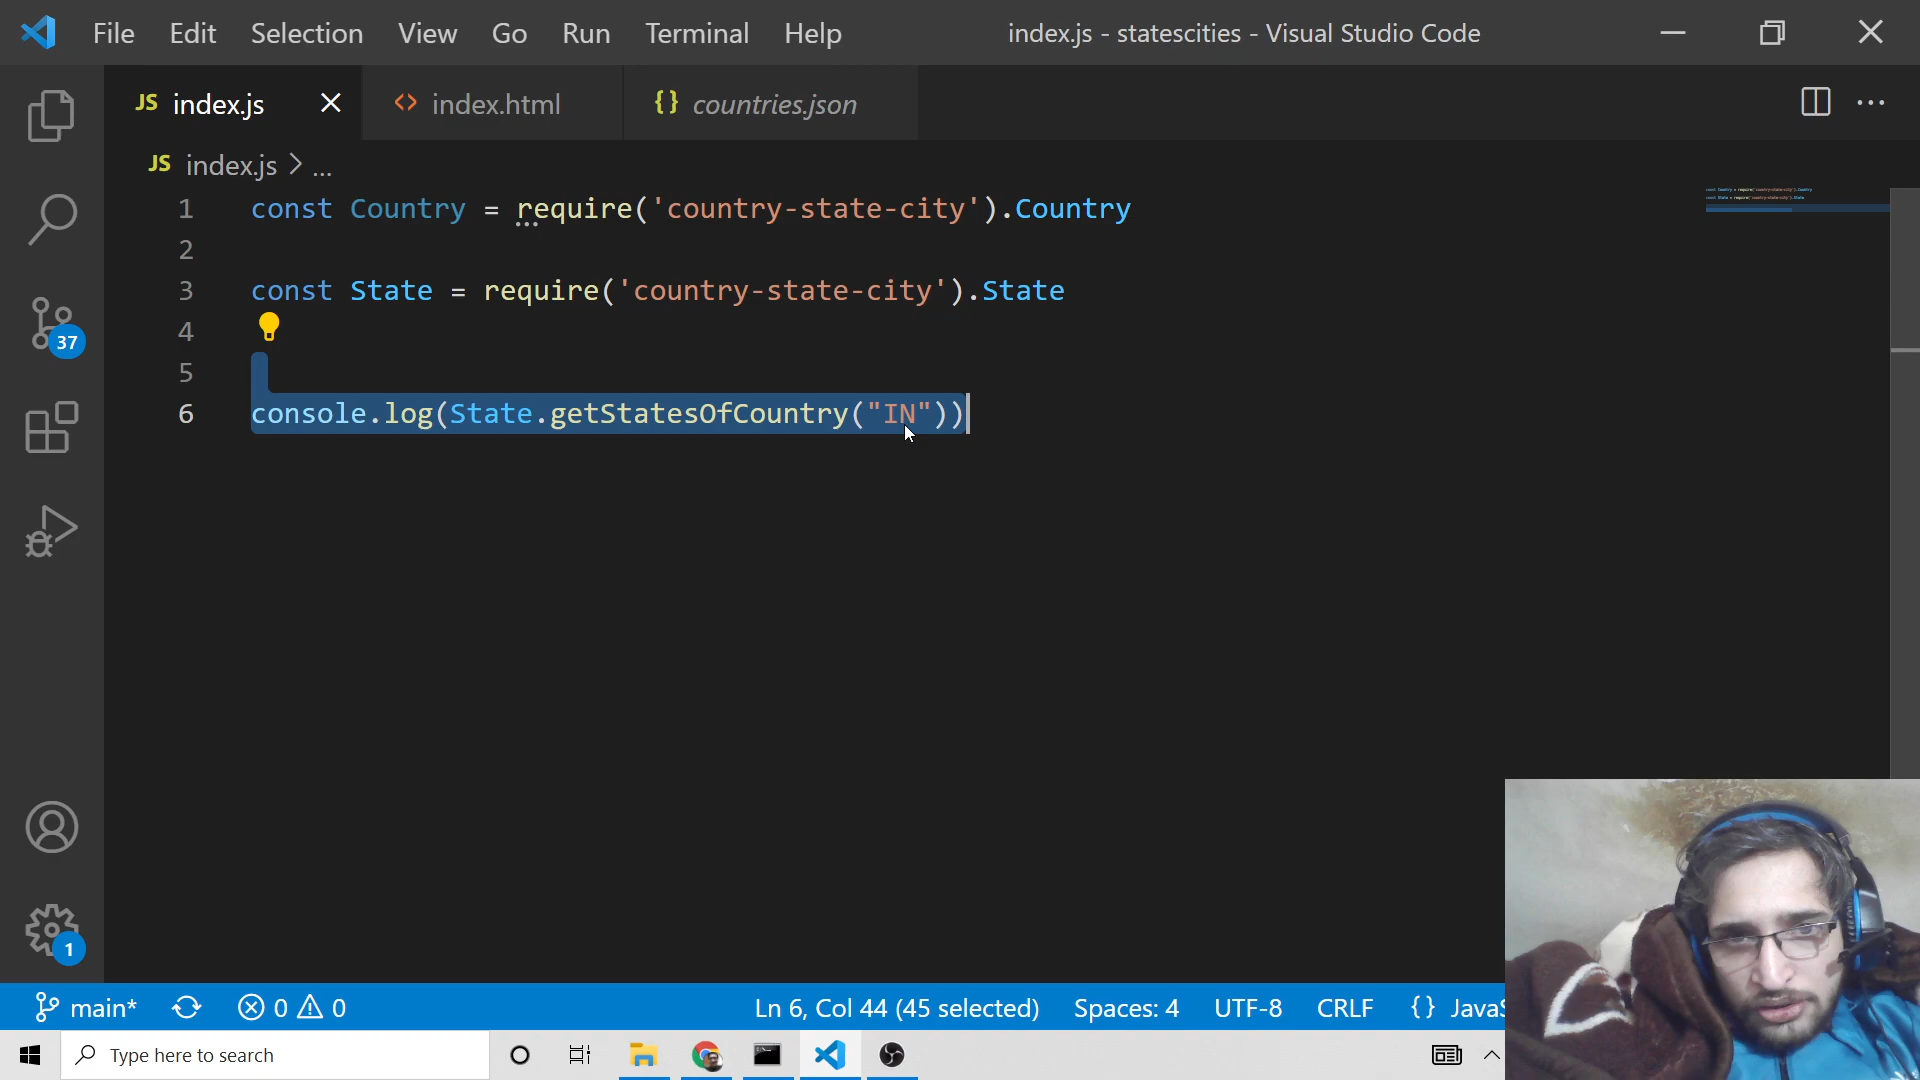 File Edit Selection View Go Run Terminal Help index.js - statescities - Visual Studio Code
JS index.js index.html {} countries.json
JS index.js > ...
1 const Country = require('country-state-city').Country
2
3 const State = require('country-state-city').State
4
5
6 console.log(State.getStatesOfCountry("IN"))
37
1
main* 0 0 Ln 6, Col 44 (45 selected) Spaces: 4 UTF-8 CRLF {} JavaS
Type here to search